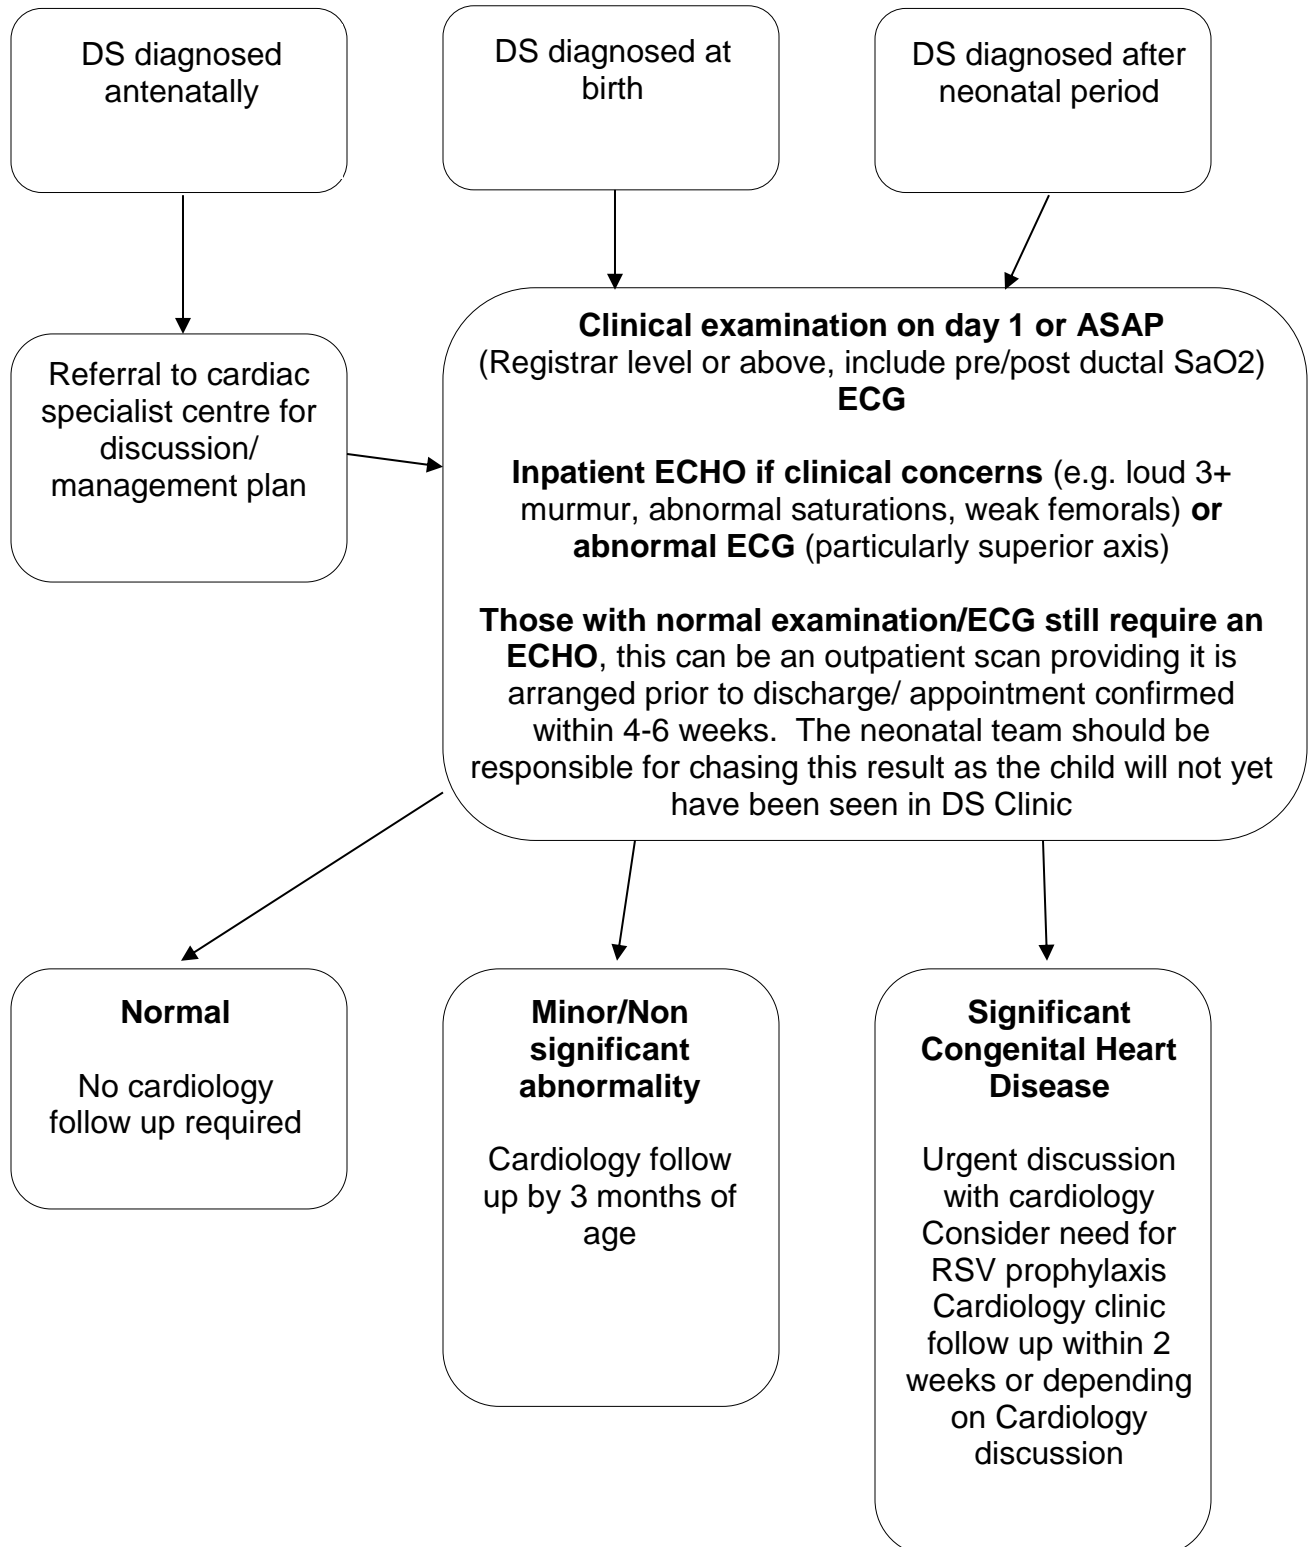 DS diagnosed
antenatally
DS diagnosed at
birth
DS diagnosed after
neonatal period
Referral to cardiac
specialist centre for
discussion/
management plan
Clinical examination on day 1 or ASAP
(Registrar level or above, include pre/post ductal SaO2)
ECG
Inpatient ECHO if clinical concerns (e.g. loud 3+
murmur, abnormal saturations, weak femorals) or
abnormal ECG (particularly superior axis)
Those with normal examination/ECG still require an
ECHO, this can be an outpatient scan providing it is
arranged prior to discharge/ appointment confirmed
within 4-6 weeks.  The neonatal team should be
responsible for chasing this result as the child will not yet
have been seen in DS Clinic
Normal
No cardiology
follow up required
Minor/Non
significant
abnormality
Cardiology follow
up by 3 months of
age
Significant
Congenital Heart
Disease
Urgent discussion
with cardiology
Consider need for
RSV prophylaxis
Cardiology clinic
follow up within 2
weeks or depending
on Cardiology
discussion